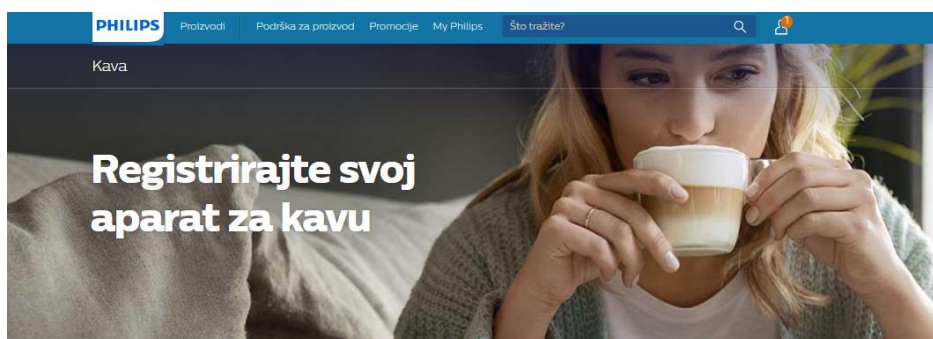 PHILIPS Proizvodi Podrška za proizvod Promocije My Philips Što tražite? 1
Kava
Registrirajte svoj
aparat za kavu